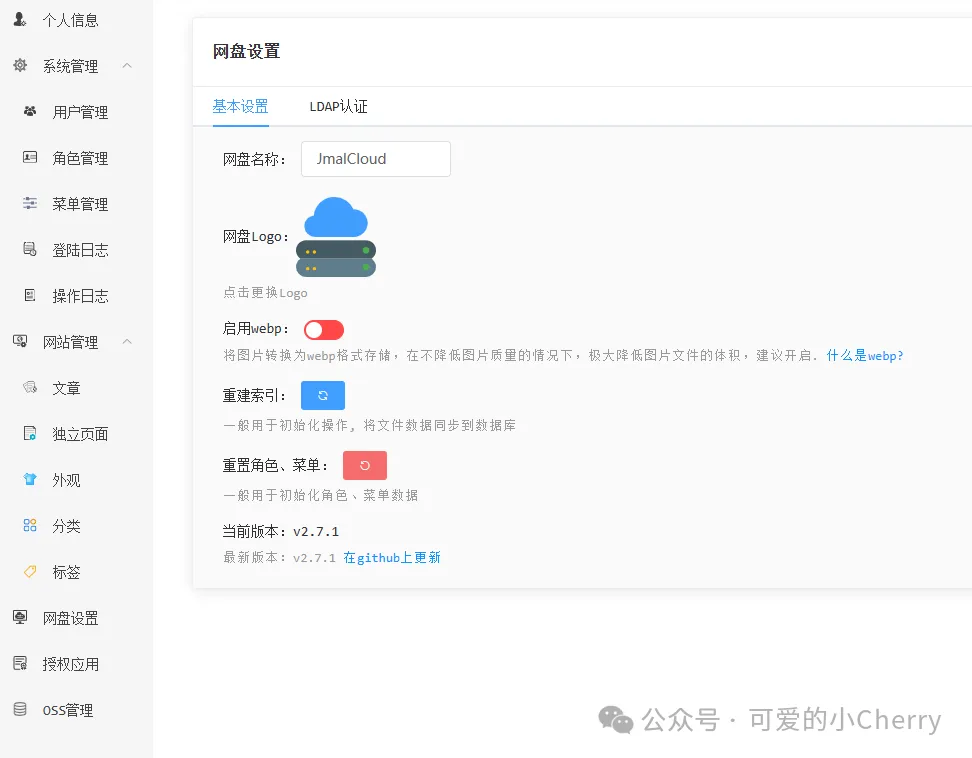 个人信息
系统管理
用户管理
角色管理
菜单管理
登陆日志
操作日志
网站管理
文章
独立页面
外观
分类
标签
网盘设置
授权应用
OSS管理
网盘设置
基本设置 LDAP认证
网盘名称： JmalCloud
网盘Logo：
点击更换Logo
启用webp：
将图片转换为webp格式存储，在不降低图片质量的情况下，极大降低图片文件的体积，建议开启. 什么是webp?
重建索引：
一般用于初始化操作, 将文件数据同步到数据库
重置角色、菜单：
一般用于初始化角色、菜单数据
当前版本：v2.7.1
最新版本：v2.7.1 在github上更新
公众号 · 可爱的小Cherry